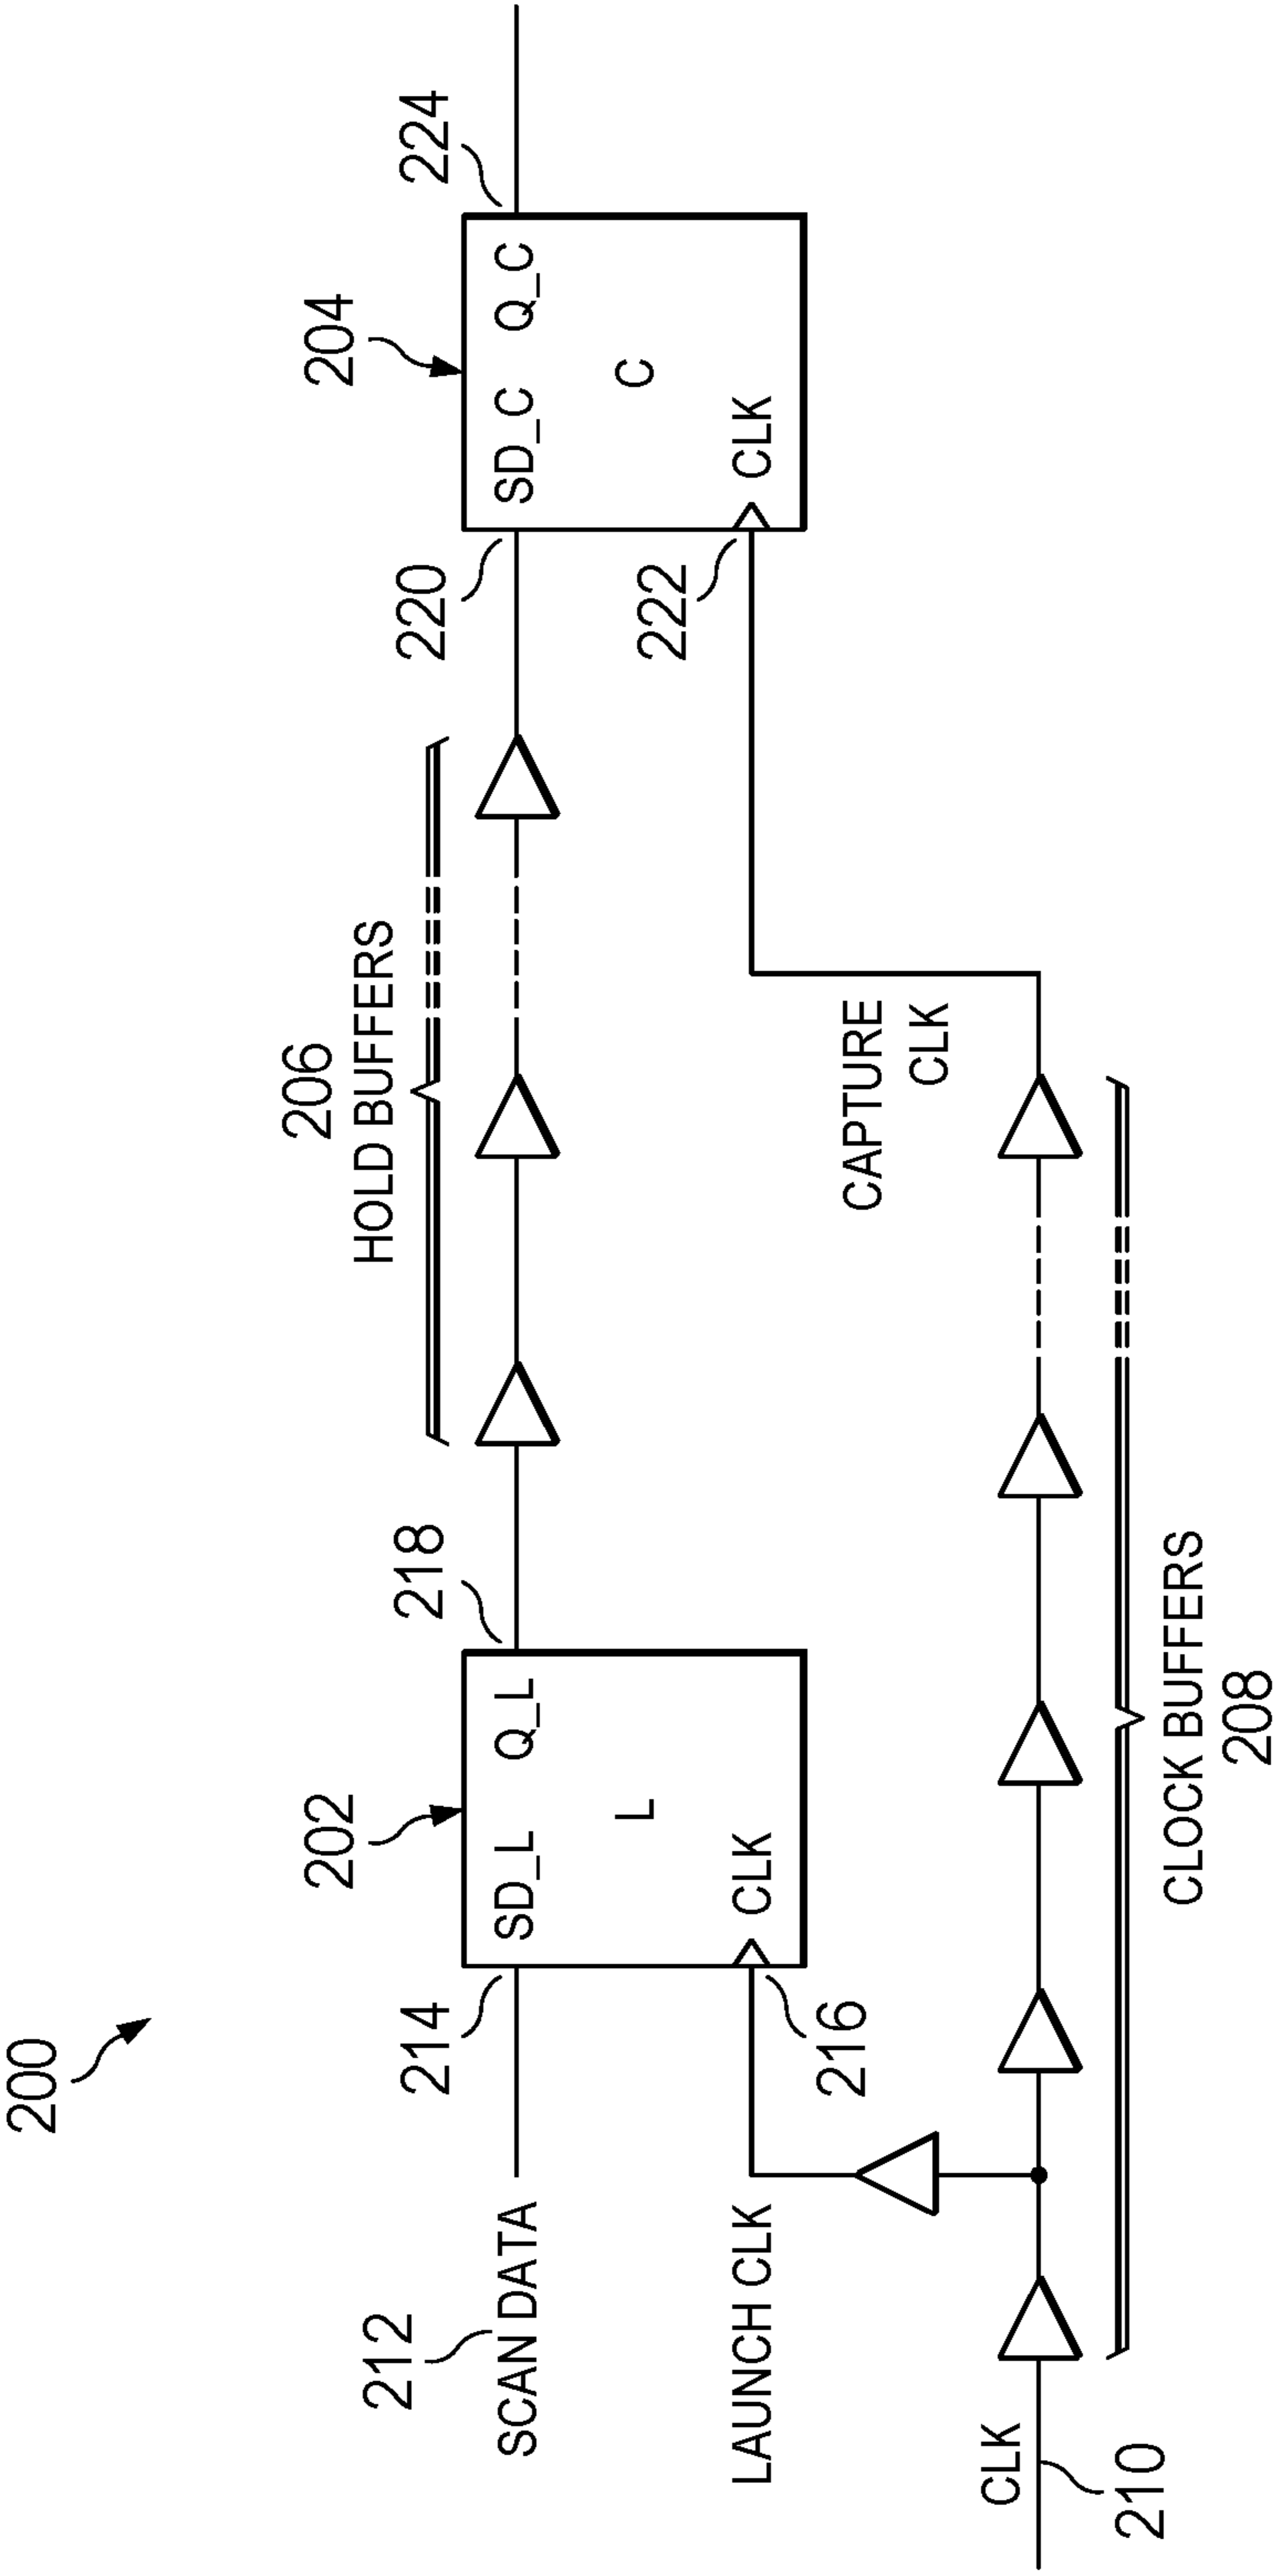 200
206
HOLD BUFFERS
202
204
212
214
218
220
224
SCAN DATA
SD_L Q_L
SD_C Q_C
L
C
LAUNCH CLK
CLK
CLK
216
222
CAPTURE
CLK
CLK
210
CLOCK BUFFERS
208